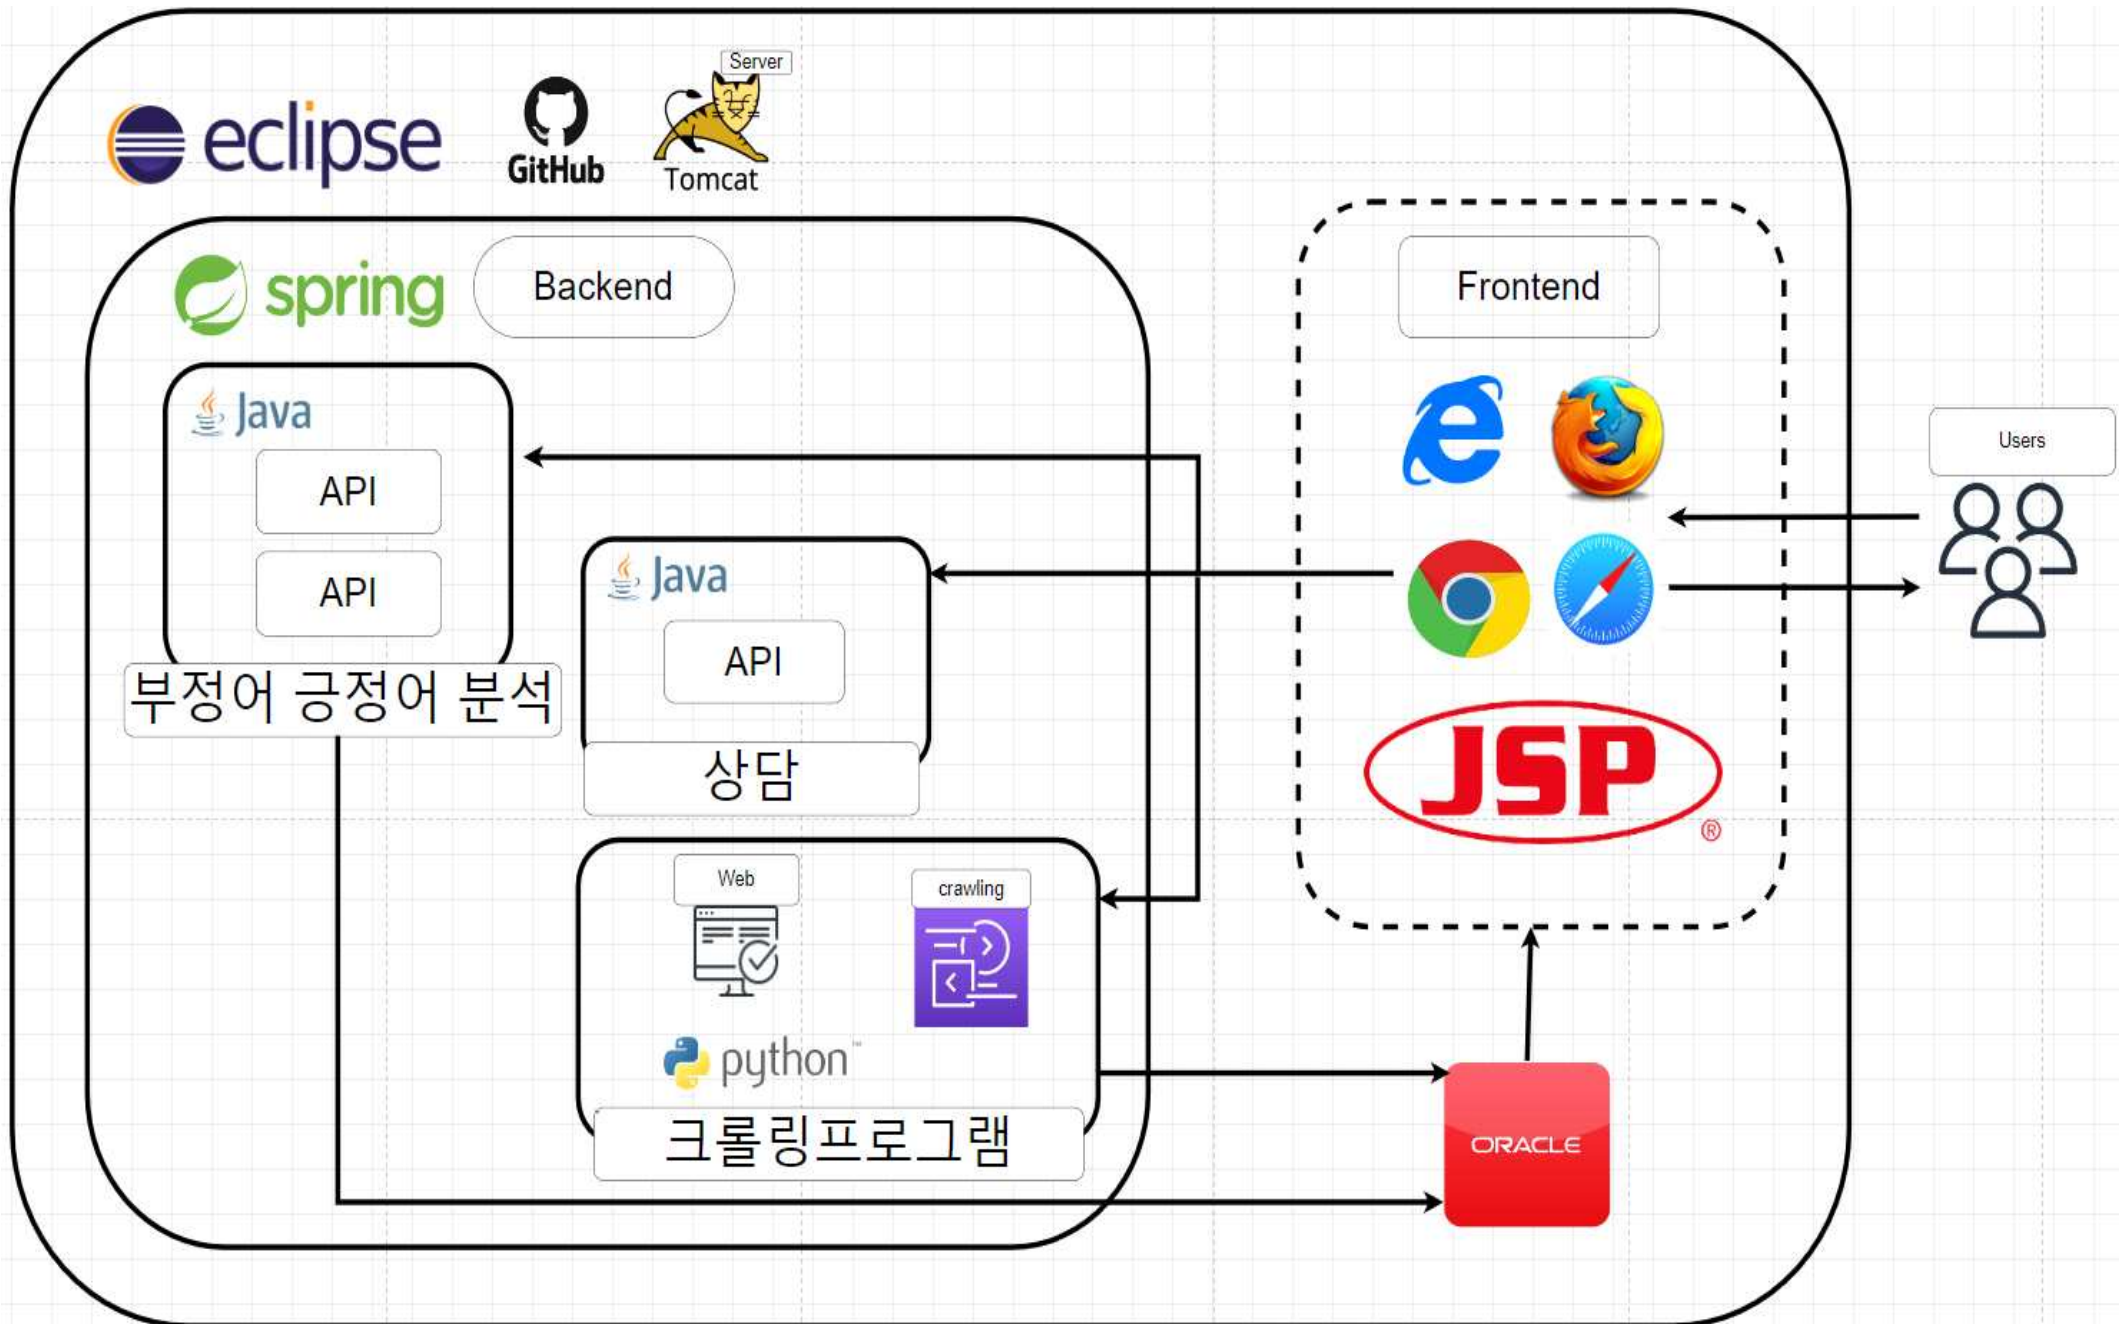 Server
eclipse
GitHub
Tomcat
spring
Backend
Frontend
Java
API
API
부정어 긍정어 분석
Java
API
상담
Users
JSP
®
Web
crawling
python™
크롤링프로그램
ORACLE